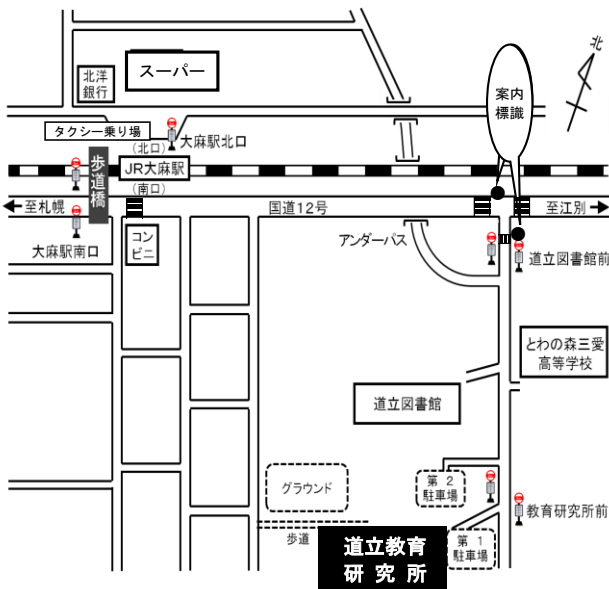 北
北洋
銀行
スーパー
案内
標識
タクシー乗り場
大麻駅北口
(北口)
歩道橋
JR大麻駅
(南口)
至札幌
国道12号
至江別
大麻駅南口
コン
ビニ
アンダーパス
道立図書館前
とわの森三愛
高等学校
道立図書館
グラウンド
第2
駐車場
教育研究所前
歩道
道立教育
研究所
第1
駐車場